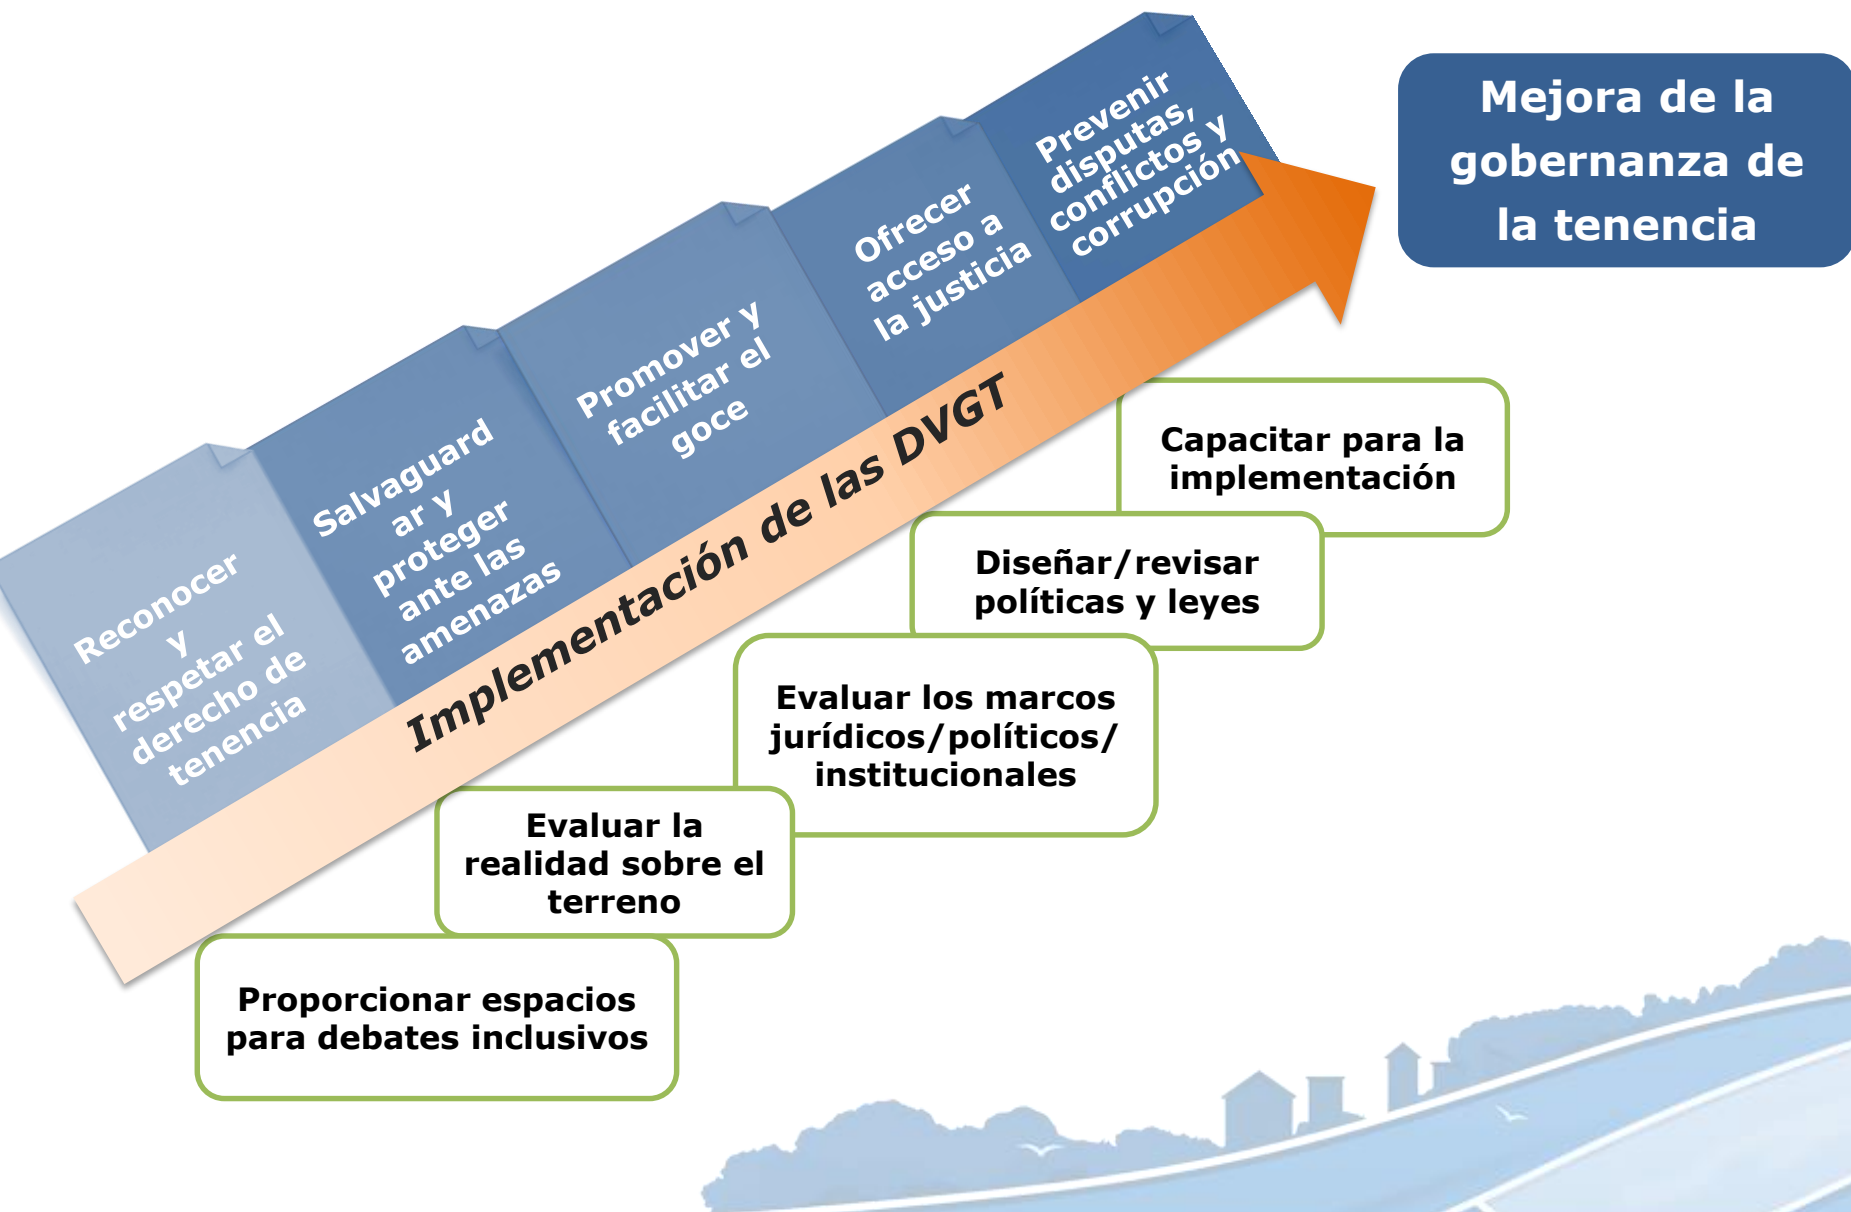 Mejora de la
gobernanza de
la tenencia
Prevenir
disputas,
conflictos y
corrupción
Ofrecer
acceso a
la justicia
Promover y
facilitar el
goce
Salvaguard
ar y
proteger
ante las
amenazas
Reconocer
y
respetar el
derecho de
tenencia
Implementación de las DVGT
Capacitar para la
implementación
Diseñar/revisar
políticas y leyes
Evaluar los marcos
jurídicos/políticos/
institucionales
Evaluar la
realidad sobre el
terreno
Proporcionar espacios
para debates inclusivos